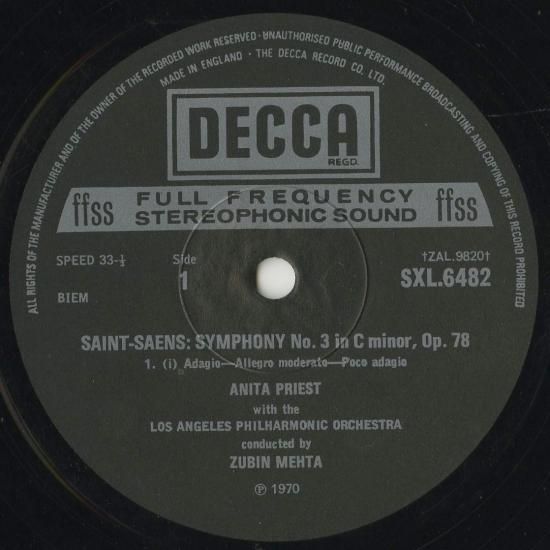 ALL RIGHTS OF THE MANUFACTURER AND OF THE OWNER OF THE RECORDED WORK RESERVED · UNAUTHORISED PUBLIC PERFORMANCE BROADCASTING AND COPYING OF THIS RECORD PROHIBITED
MADE IN ENGLAND · THE DECCA RECORD CO. LTD.
DECCA
REGD.
ffss FULL FREQUENCY ffss
STEREOPHONIC SOUND
SPEED 33-⅓ Side †ZAL.9820†
1 SXL.6482
BIEM
SAINT-SAENS: SYMPHONY No. 3 in C minor, Op. 78
1. (i) Adagio—Allegro moderato—Poco adagio
ANITA PRIEST
with the
LOS ANGELES PHILHARMONIC ORCHESTRA
conducted by
ZUBIN MEHTA
℗ 1970